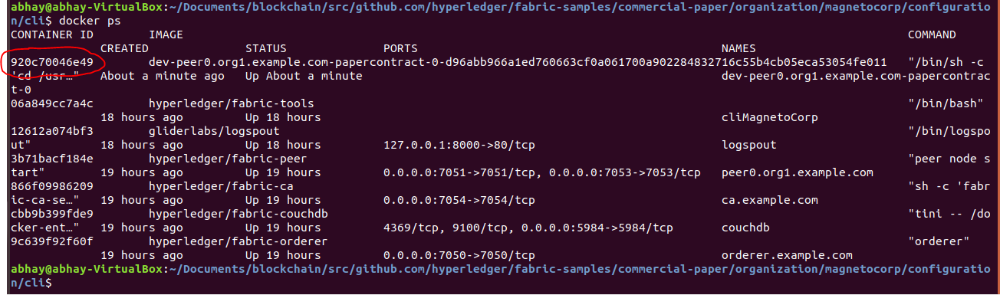 abhay@abhay-VirtualBox:~/Documents/blockchain/src/github.com/hyperledger/fabric-samples/commercial-paper/organization/magnetocorp/configuratio
n/cli$ docker ps
CONTAINER ID        IMAGE                                                                                                  COMMAND
             CREATED             STATUS              PORTS                                            NAMES
920c70046e49        dev-peer0.org1.example.com-papercontract-0-d96abb966a1ed760663cf0a061700a902284832716c55b4cb05eca53054fe011   "/bin/sh -c
'cd /usr…"   About a minute ago   Up About a minute                                                    dev-peer0.org1.example.com-papercontrac
t-0
06a849cc7a4c        hyperledger/fabric-tools                                                                               "/bin/bash"
             18 hours ago        Up 18 hours                                                          cliMagnetoCorp
12612a074bf3        gliderlabs/logspout                                                                                    "/bin/logspo
ut"          18 hours ago        Up 18 hours         127.0.0.1:8000->80/tcp                           logspout
3b71bacf184e        hyperledger/fabric-peer                                                                                "peer node s
tart"        19 hours ago        Up 19 hours         0.0.0.0:7051->7051/tcp, 0.0.0.0:7053->7053/tcp   peer0.org1.example.com
866f09986209        hyperledger/fabric-ca                                                                                  "sh -c 'fabr
ic-ca-se…"   19 hours ago        Up 19 hours         0.0.0.0:7054->7054/tcp                           ca.example.com
cbb9b399fde9        hyperledger/fabric-couchdb                                                                             "tini -- /do
cker-ent…"   19 hours ago        Up 19 hours         4369/tcp, 9100/tcp, 0.0.0.0:5984->5984/tcp       couchdb
9c639f92f60f        hyperledger/fabric-orderer                                                                             "orderer"
             19 hours ago        Up 19 hours         0.0.0.0:7050->7050/tcp                           orderer.example.com
abhay@abhay-VirtualBox:~/Documents/blockchain/src/github.com/hyperledger/fabric-samples/commercial-paper/organization/magnetocorp/configuratio
n/cli$